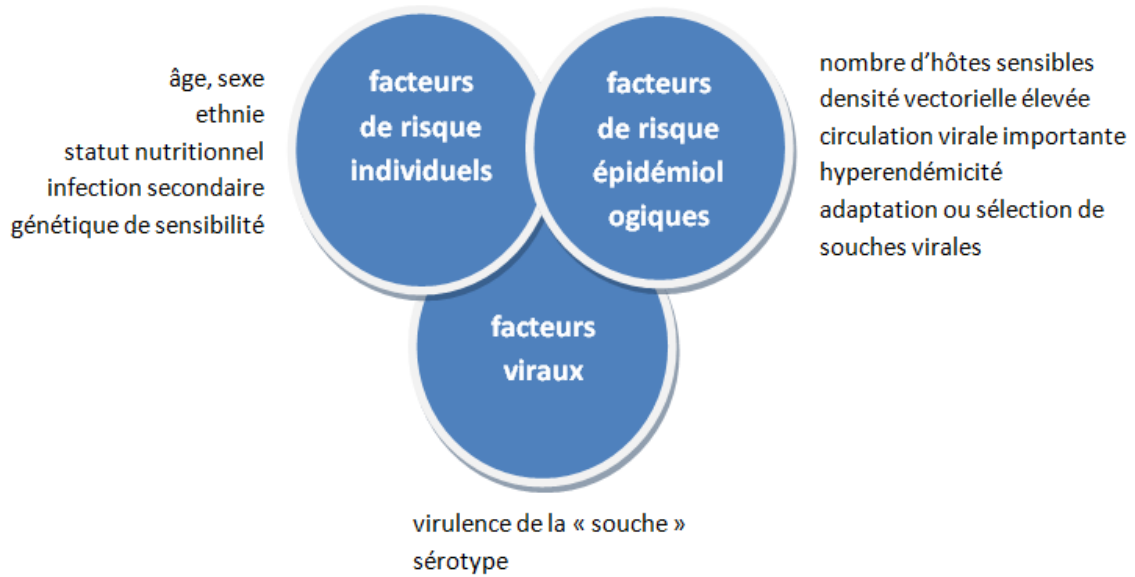 âge, sexe
ethnie
statut nutritionnel
infection secondaire
génétique de sensibilité
facteurs
de risque
individuels
facteurs
de risque
épidémiol
ogiques
nombre d’hôtes sensibles
densité vectorielle élevée
circulation virale importante
hyperendémicité
adaptation ou sélection de
souches virales
facteurs
viraux
virulence de la « souche »
sérotype